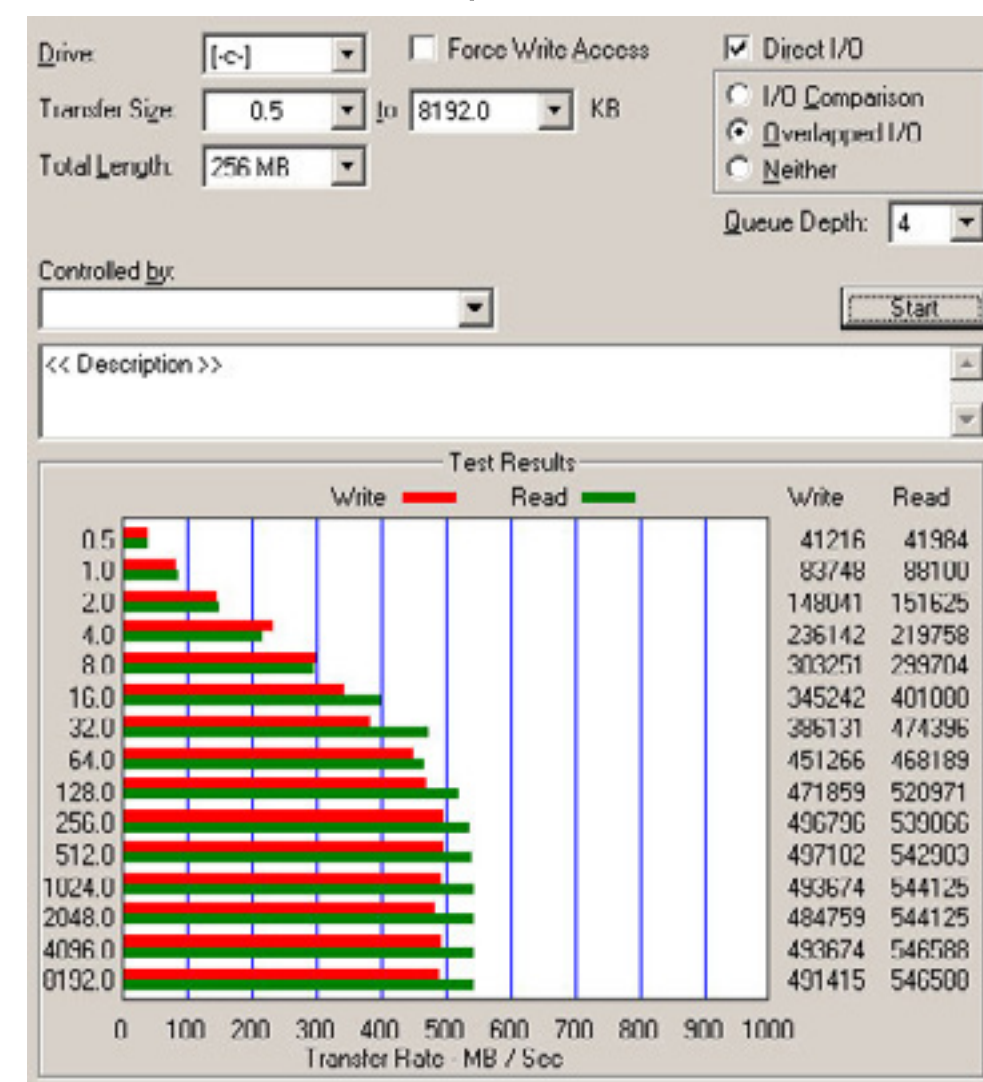 Drive: [-c-] Force Write Access Direct I/O
Transfer Size: 0.5 to 8192.0 KB I/O Comparison
Overlapped I/O
Total Length: 256 MB Neither
Queue Depth: 4
Controlled by:
Start
<< Description >>
Test Results
Write Read Write Read
0.5 41216 41984
1.0 83748 88100
2.0 148041 151625
4.0 236142 219758
8.0 303251 299704
16.0 345242 401000
32.0 386131 474396
64.0 451266 468189
128.0 471859 520971
256.0 496796 539066
512.0 497102 542903
1024.0 493674 544125
2048.0 484759 544125
4096.0 493674 546588
8192.0 491415
0 100 200 300 400 500 600 700 800 900 1000
Transfer Rate - MB / Sec